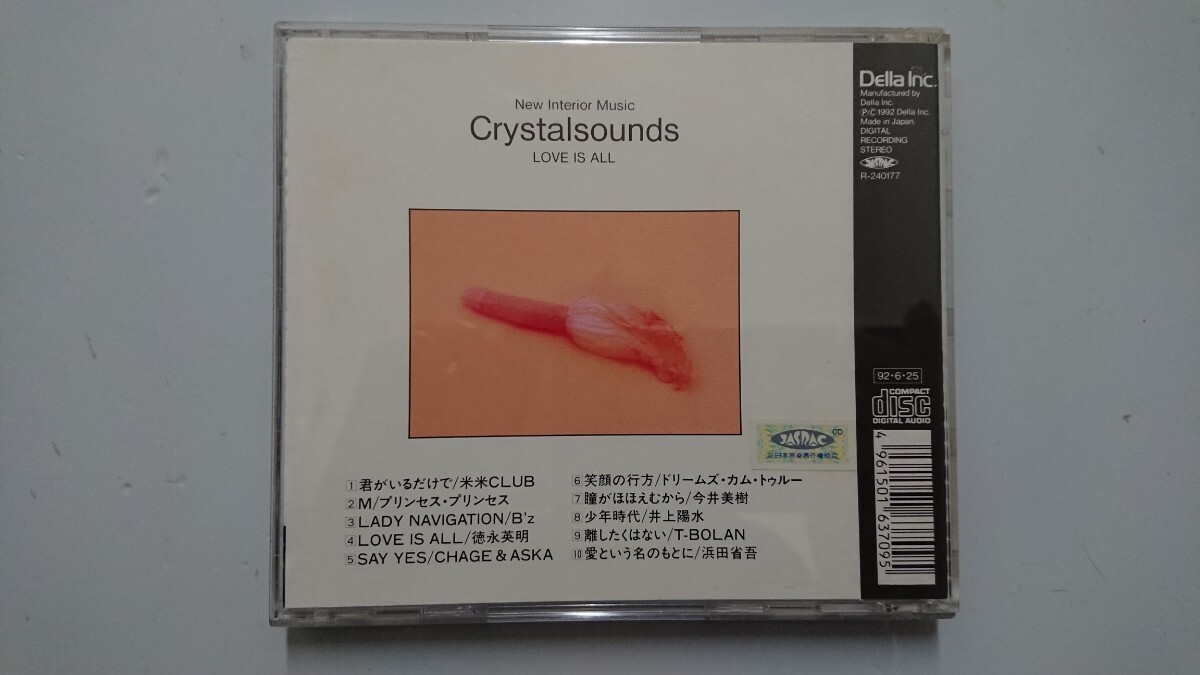 New Interior Music
Crystalsounds
LOVE IS ALL
1 君がいるだけで/米米CLUB
2 M/プリンセス・プリンセス
3 LADY NAVIGATION/B'z
4 LOVE IS ALL/徳永英明
5 SAY YES/CHAGE & ASKA
6 笑顔の行方/ドリームズ・カム・トゥルー
7 瞳がほほえむから/今井美樹
8 少年時代/井上陽水
9 離したくはない/T-BOLAN
10 愛という名のもとに/浜田省吾
JASRAC
CD
Della Inc.
Manufactured by
Della Inc.
ⓅⒸ1992 Della Inc.
Made in Japan.
DIGITAL
RECORDING
STEREO
JASRAC
R-240177
92・6・25
COMPACT
disc
DIGITAL AUDIO
4 961501 637095